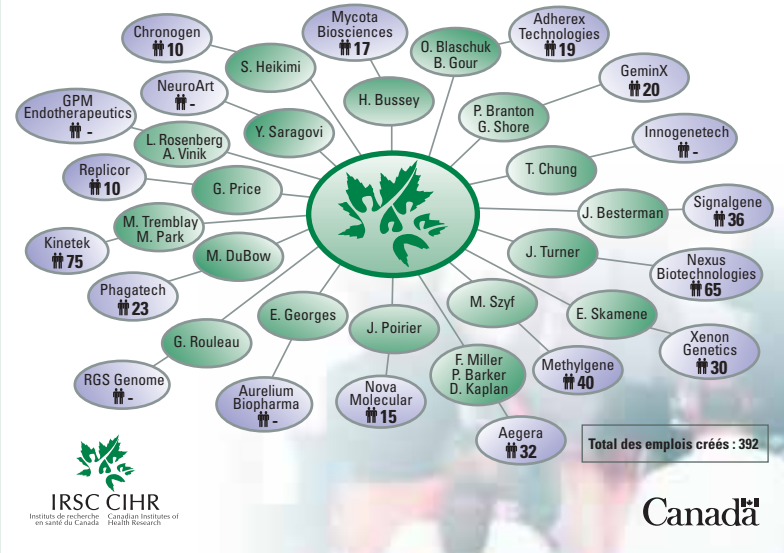 Chronogen
10
S. Heikimi
Mycota
Biosciences
17
H. Bussey
O. Blaschuk
B. Gour
Adherex
Technologies
19
GeminX
20
P. Branton
G. Shore
NeuroArt
-
Y. Saragovi
GPM
Endotherapeutics
-
L. Rosenberg
A. Vinik
Innogenetech
-
T. Chung
Replicor
10
G. Price
Signalgene
36
J. Besterman
Kinetek
75
M. Tremblay
M. Park
M. DuBow
Phagatech
23
J. Turner
Nexus
Biotechnologies
65
E. Georges
J. Poirier
M. Szyf
E. Skamene
Xenon
Genetics
30
G. Rouleau
RGS Genome
-
Aurelium
Biopharma
-
Nova
Molecular
15
F. Miller
P. Barker
D. Kaplan
Methylgene
40
Aegera
32
Total des emplois créés : 392
IRSC CIHR
Instituts de recherche
en santé du Canada
Canadian Institutes of
Health Research
Canada